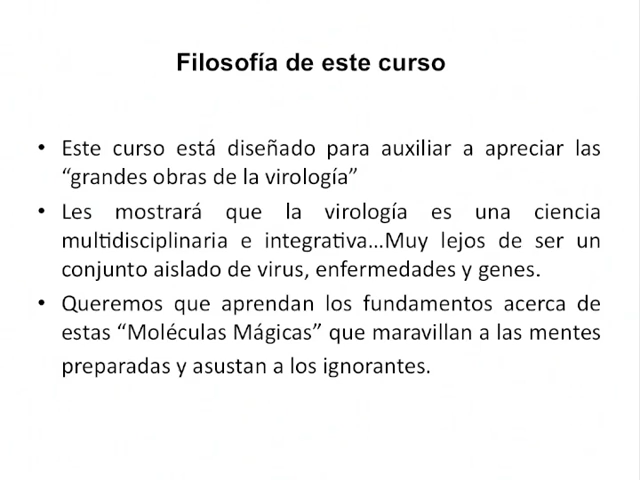 Filosofía de este curso
• Este curso está diseñado para auxiliar a apreciar las
“grandes obras de la virología”
• Les mostrará que la virología es una ciencia
multidisciplinaria e integrativa…Muy lejos de ser un
conjunto aislado de virus, enfermedades y genes.
• Queremos que aprendan los fundamentos acerca de
estas “Moléculas Mágicas” que maravillan a las mentes
preparadas y asustan a los ignorantes.